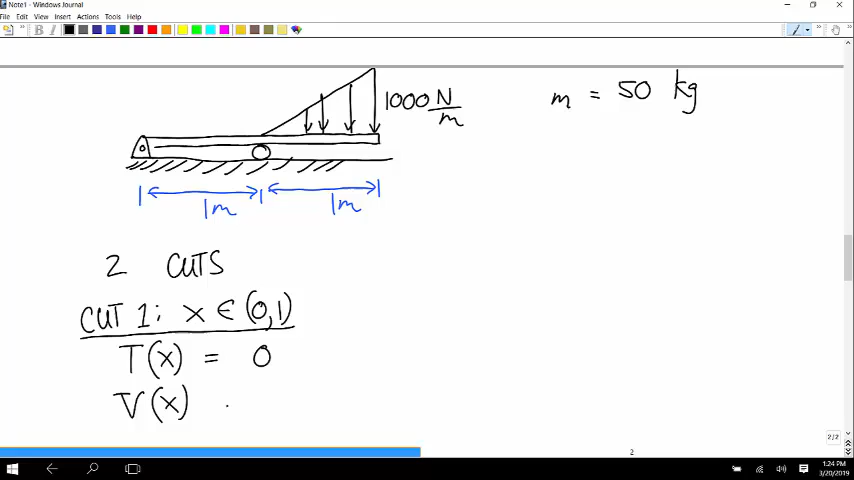 Note1 - Windows Journal
File Edit View Insert Actions Tools Help
B I
1000 N/m
m = 50 kg
1m 1m
2 CUTS
CUT 1: x ∈ (0,1)
T(x) = 0
V(x)
2/2
2
1:24 PM
3/20/2019